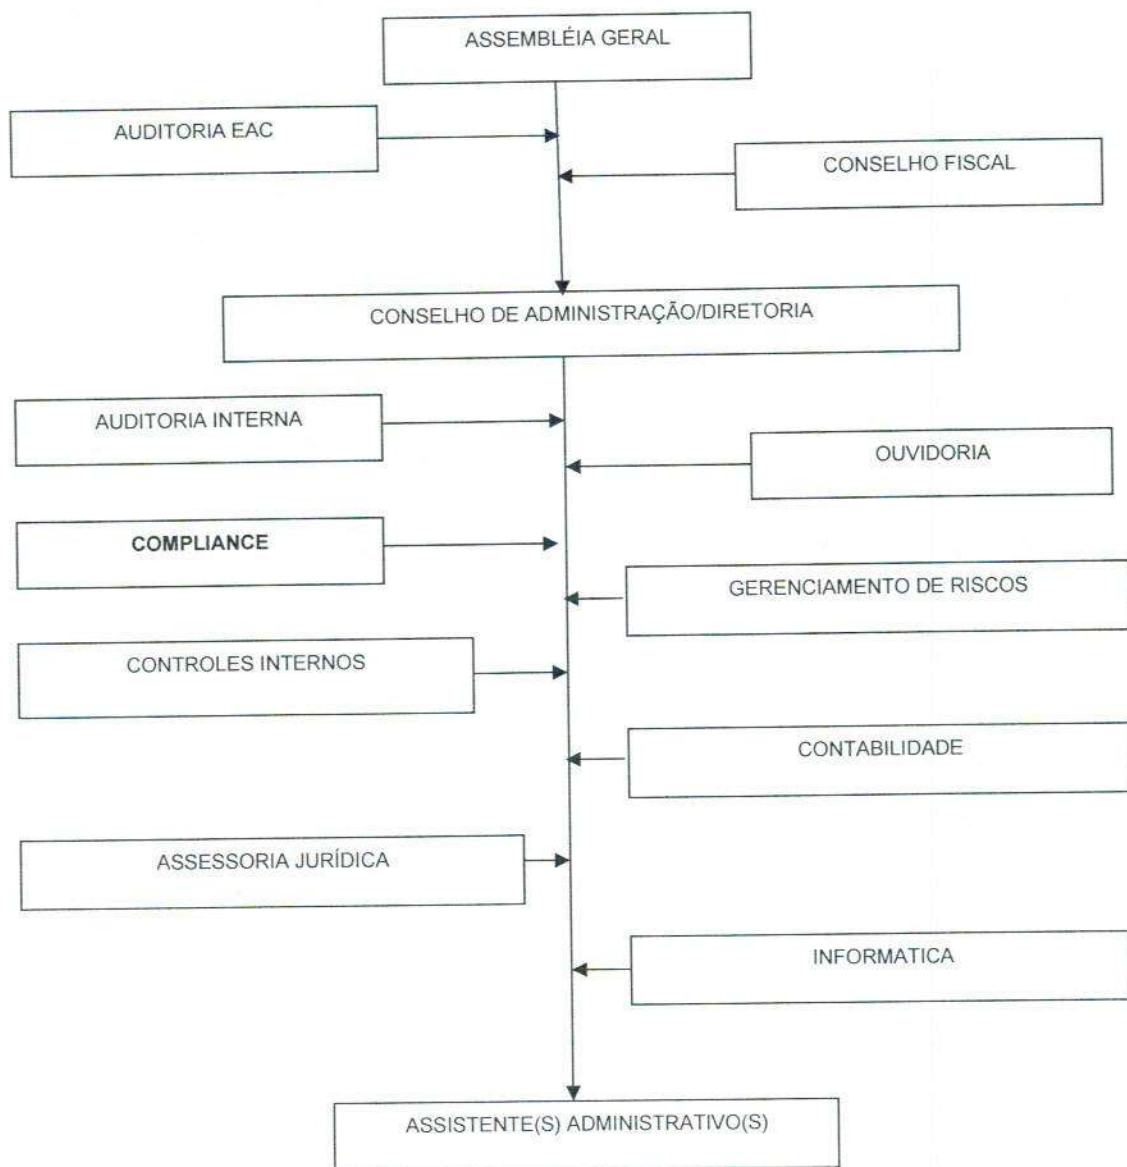 ASSEMBLÉIA GERAL
AUDITORIA EAC
CONSELHO FISCAL
CONSELHO DE ADMINISTRAÇÃO/DIRETORIA
AUDITORIA INTERNA
OUVIDORIA
COMPLIANCE
GERENCIAMENTO DE RISCOS
CONTROLES INTERNOS
CONTABILIDADE
ASSESSORIA JURÍDICA
INFORMATICA
ASSISTENTE(S) ADMINISTRATIVO(S)